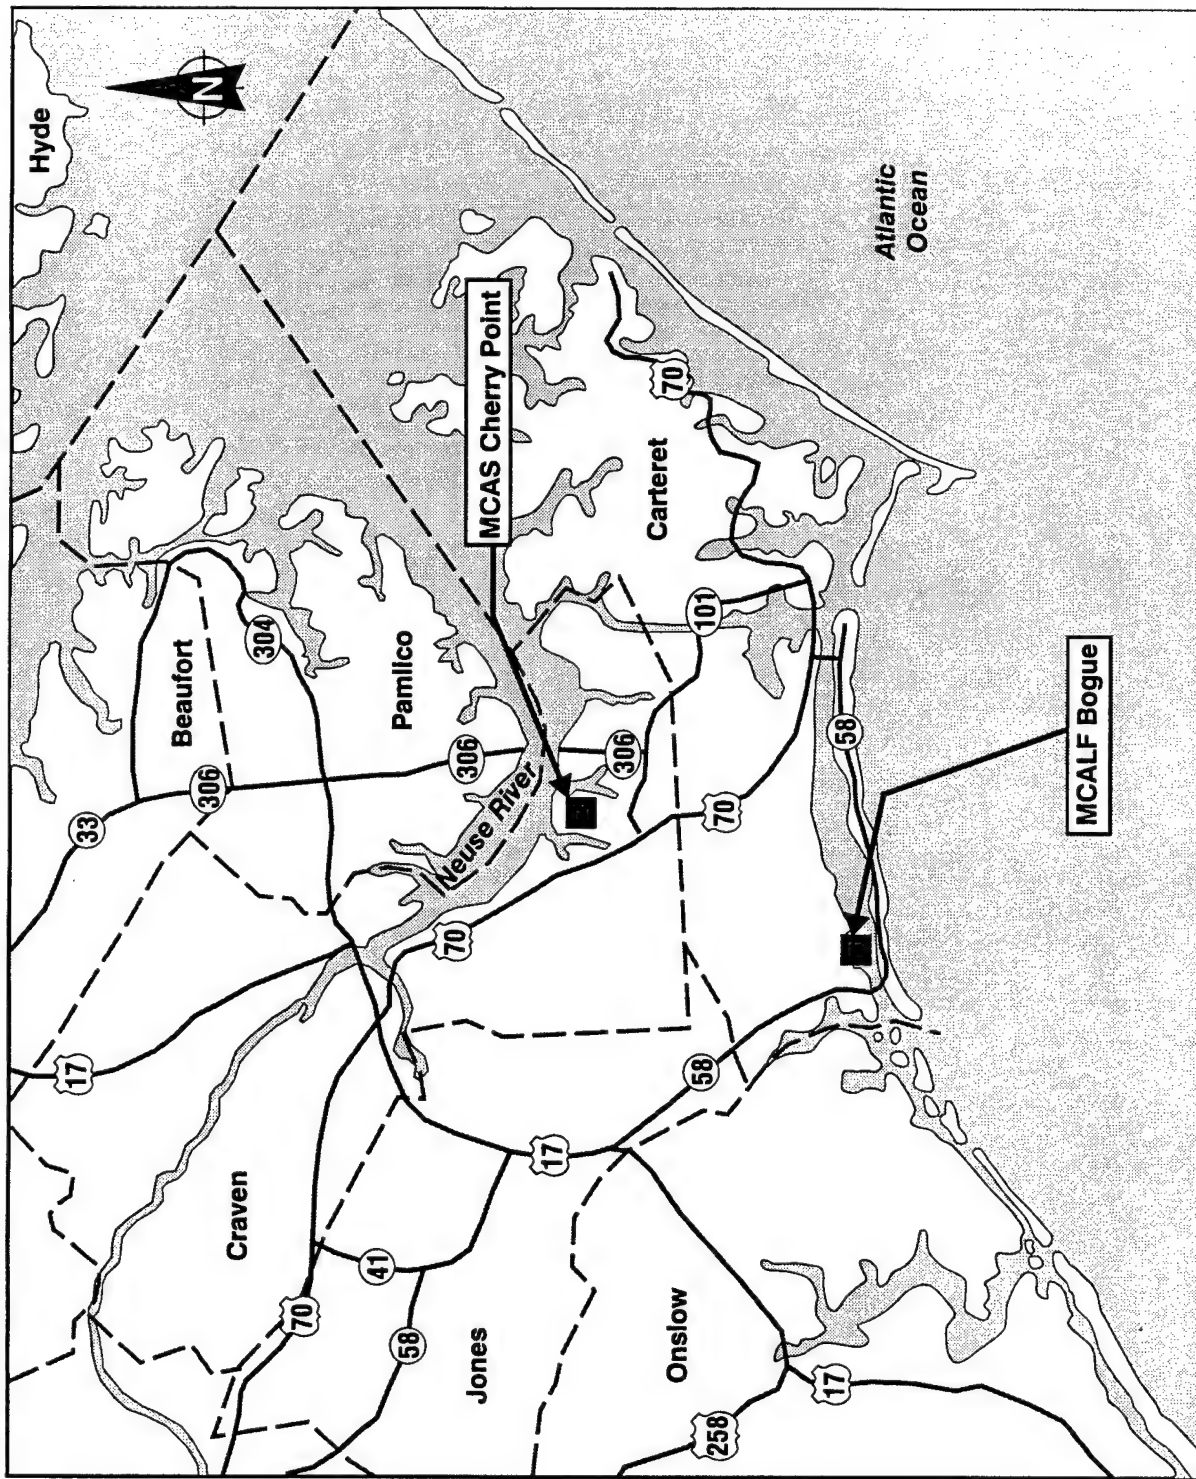 Hyde
17
33
Beaufort
N
306
Craven
304
70
41
58
Pamlico
70
306
Jones
Neuse River
MCAS Cherry Point
17
306
Carteret
70
Onslow
58
101
258
70
17
58
Atlantic
Ocean
MCALF Bogue